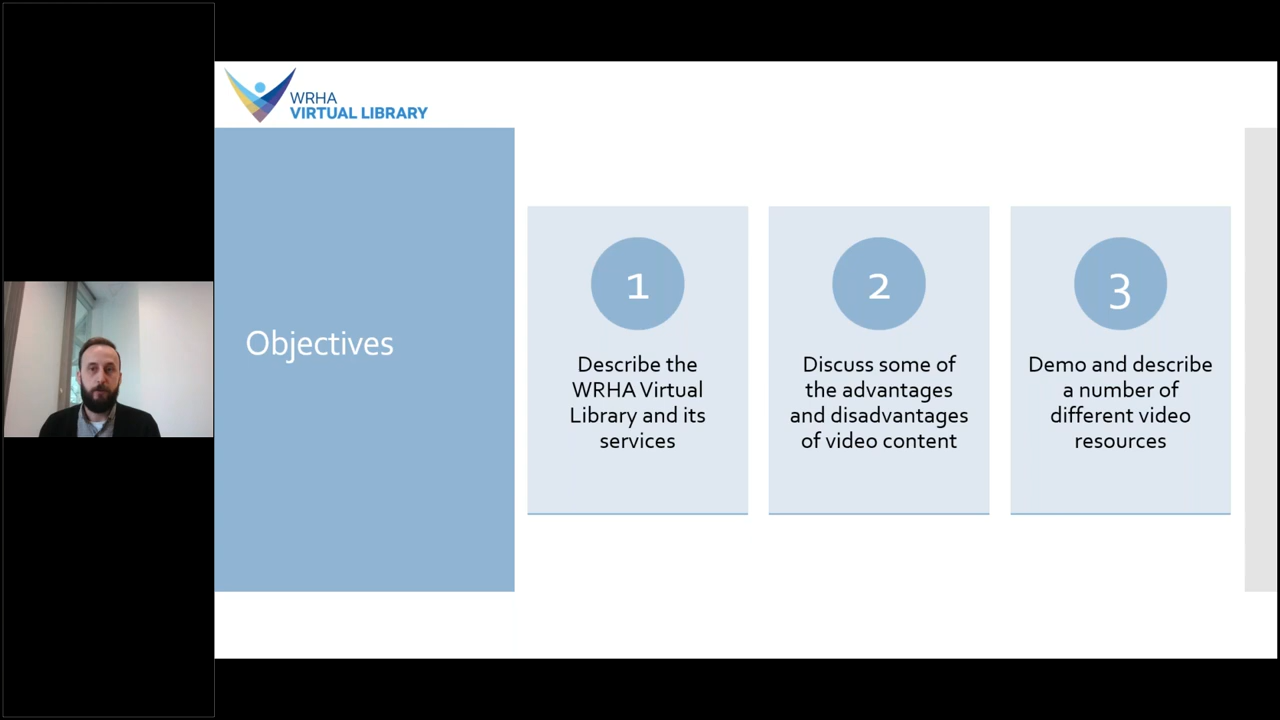 WRHA
VIRTUAL LIBRARY
Objectives
1
Describe the
WRHA Virtual
Library and its
services
2
Discuss some of
the advantages
and disadvantages
of video content
3
Demo and describe
a number of
different video
resources